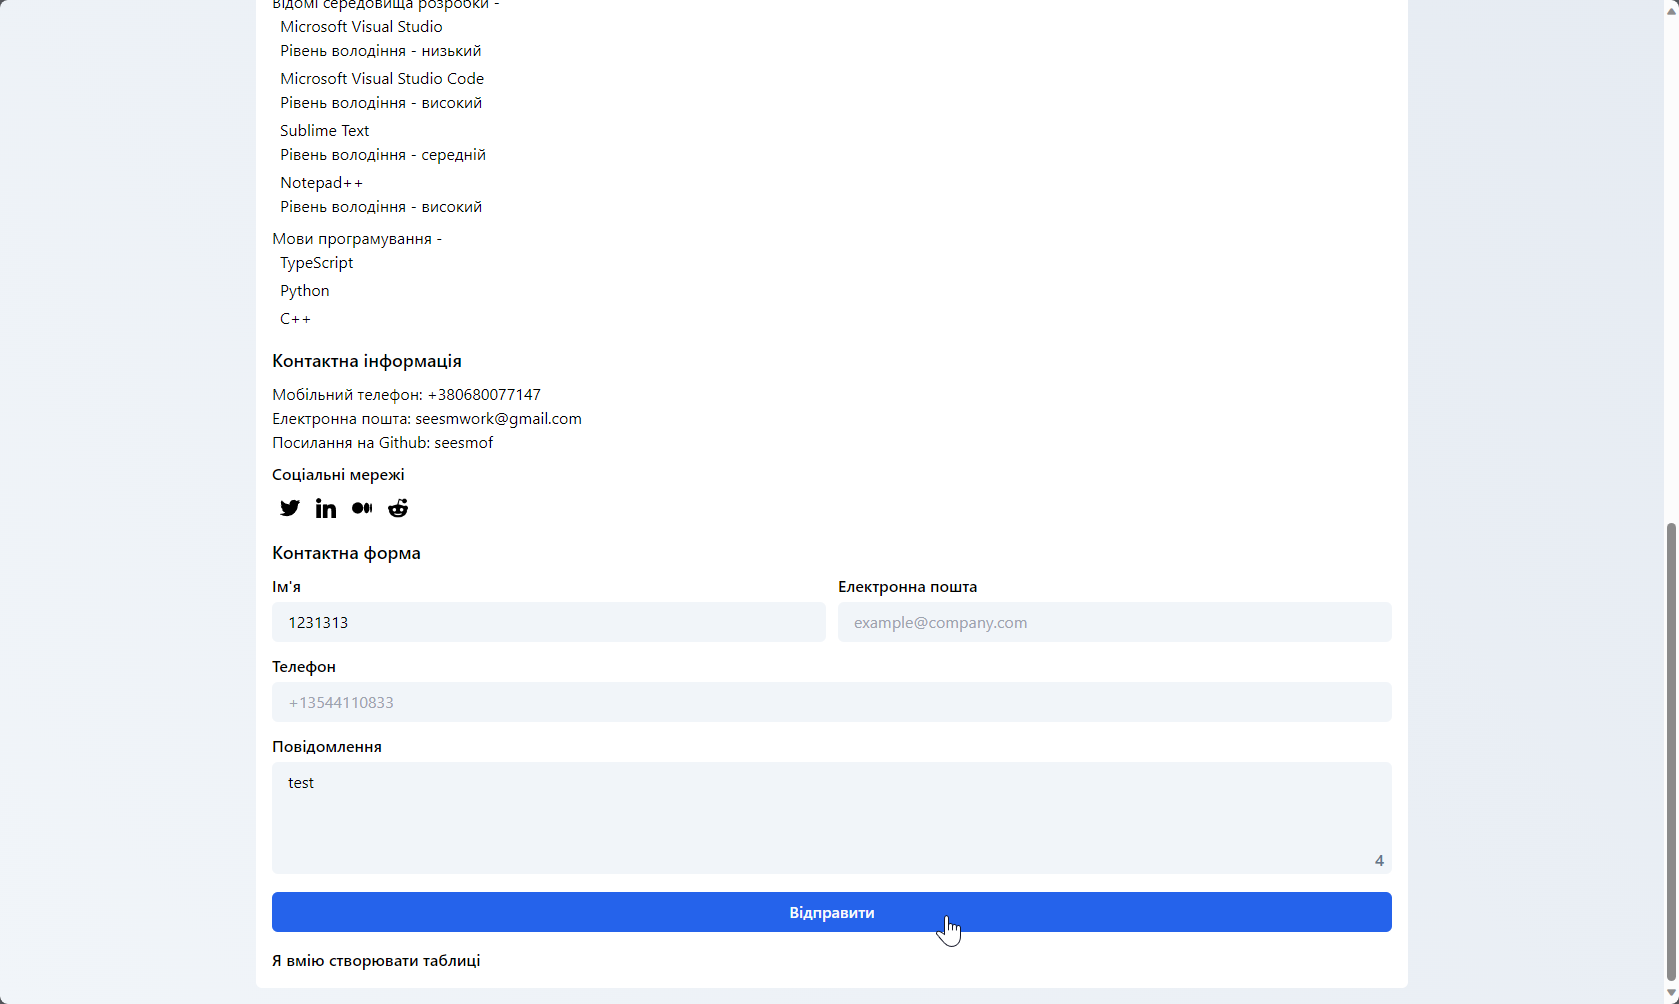 Відомі середовища розробки -
Microsoft Visual Studio
Рівень володіння - низький
Microsoft Visual Studio Code
Рівень володіння - високий
Sublime Text
Рівень володіння - середній
Notepad++
Рівень володіння - високий
Мови програмування -
TypeScript
Python
C++
Контактна інформація
Мобільний телефон: +380680077147
Електронна пошта: seesmwork@gmail.com
Посилання на Github: seesmof
Соціальні мережі
Контактна форма
Ім'я
Електронна пошта
1231313
example@company.com
Телефон
+13544110833
Повідомлення
test
4
Відправити
Я вмію створювати таблиці